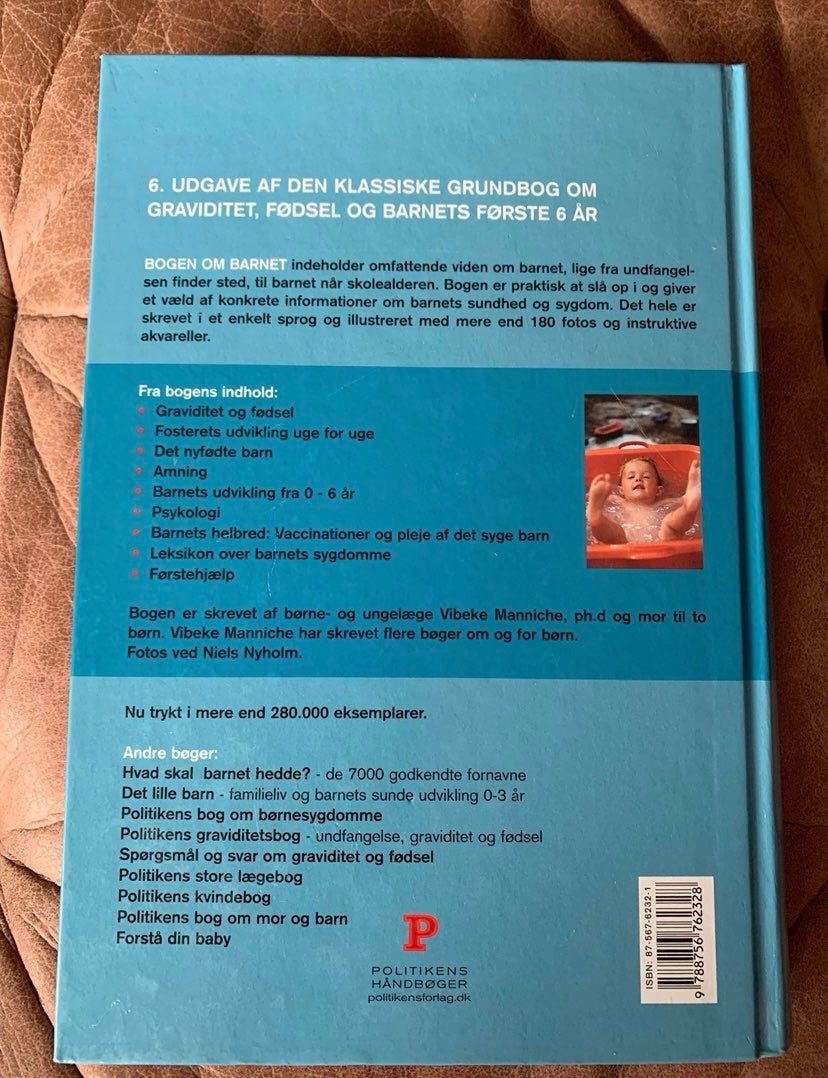 6. UDGAVE AF DEN KLASSISKE GRUNDBOG OM
GRAVIDITET, FØDSEL OG BARNETS FØRSTE 6 ÅR
BOGEN OM BARNET indeholder omfattende viden om barnet, lige fra undfangel-
sen finder sted, til barnet når skolealderen. Bogen er praktisk at slå op i og giver
et væld af konkrete informationer om barnets sundhed og sygdom. Det hele er
skrevet i et enkelt sprog og illustreret med mere end 180 fotos og instruktive
akvareller.
Fra bogens indhold:
Graviditet og fødsel
Fosterets udvikling uge for uge
Det nyfødte barn
Amning
Barnets udvikling fra 0 - 6 år
Psykologi
Barnets helbred: Vaccinationer og pleje af det syge barn
Leksikon over barnets sygdomme
Førstehjælp
Bogen er skrevet af børne- og ungelæge Vibeke Manniche, ph.d og mor til to
børn. Vibeke Manniche har skrevet flere bøger om og for børn.
Fotos ved Niels Nyholm.
Nu trykt i mere end 280.000 eksemplarer.
Andre bøger:
Hvad skal barnet hedde? - de 7000 godkendte fornavne
Det lille barn - familieliv og barnets sunde udvikling 0-3 år
Politikens bog om børnesygdomme
Politikens graviditetsbog - undfangelse, graviditet og fødsel
Spørgsmål og svar om graviditet og fødsel
Politikens store lægebog
Politikens kvindebog
Politikens bog om mor og barn
Forstå din baby
P
POLITIKENS
HÅNDBØGER
politikensforlag.dk
ISBN: 87-567-6232-1
9 788756 762328